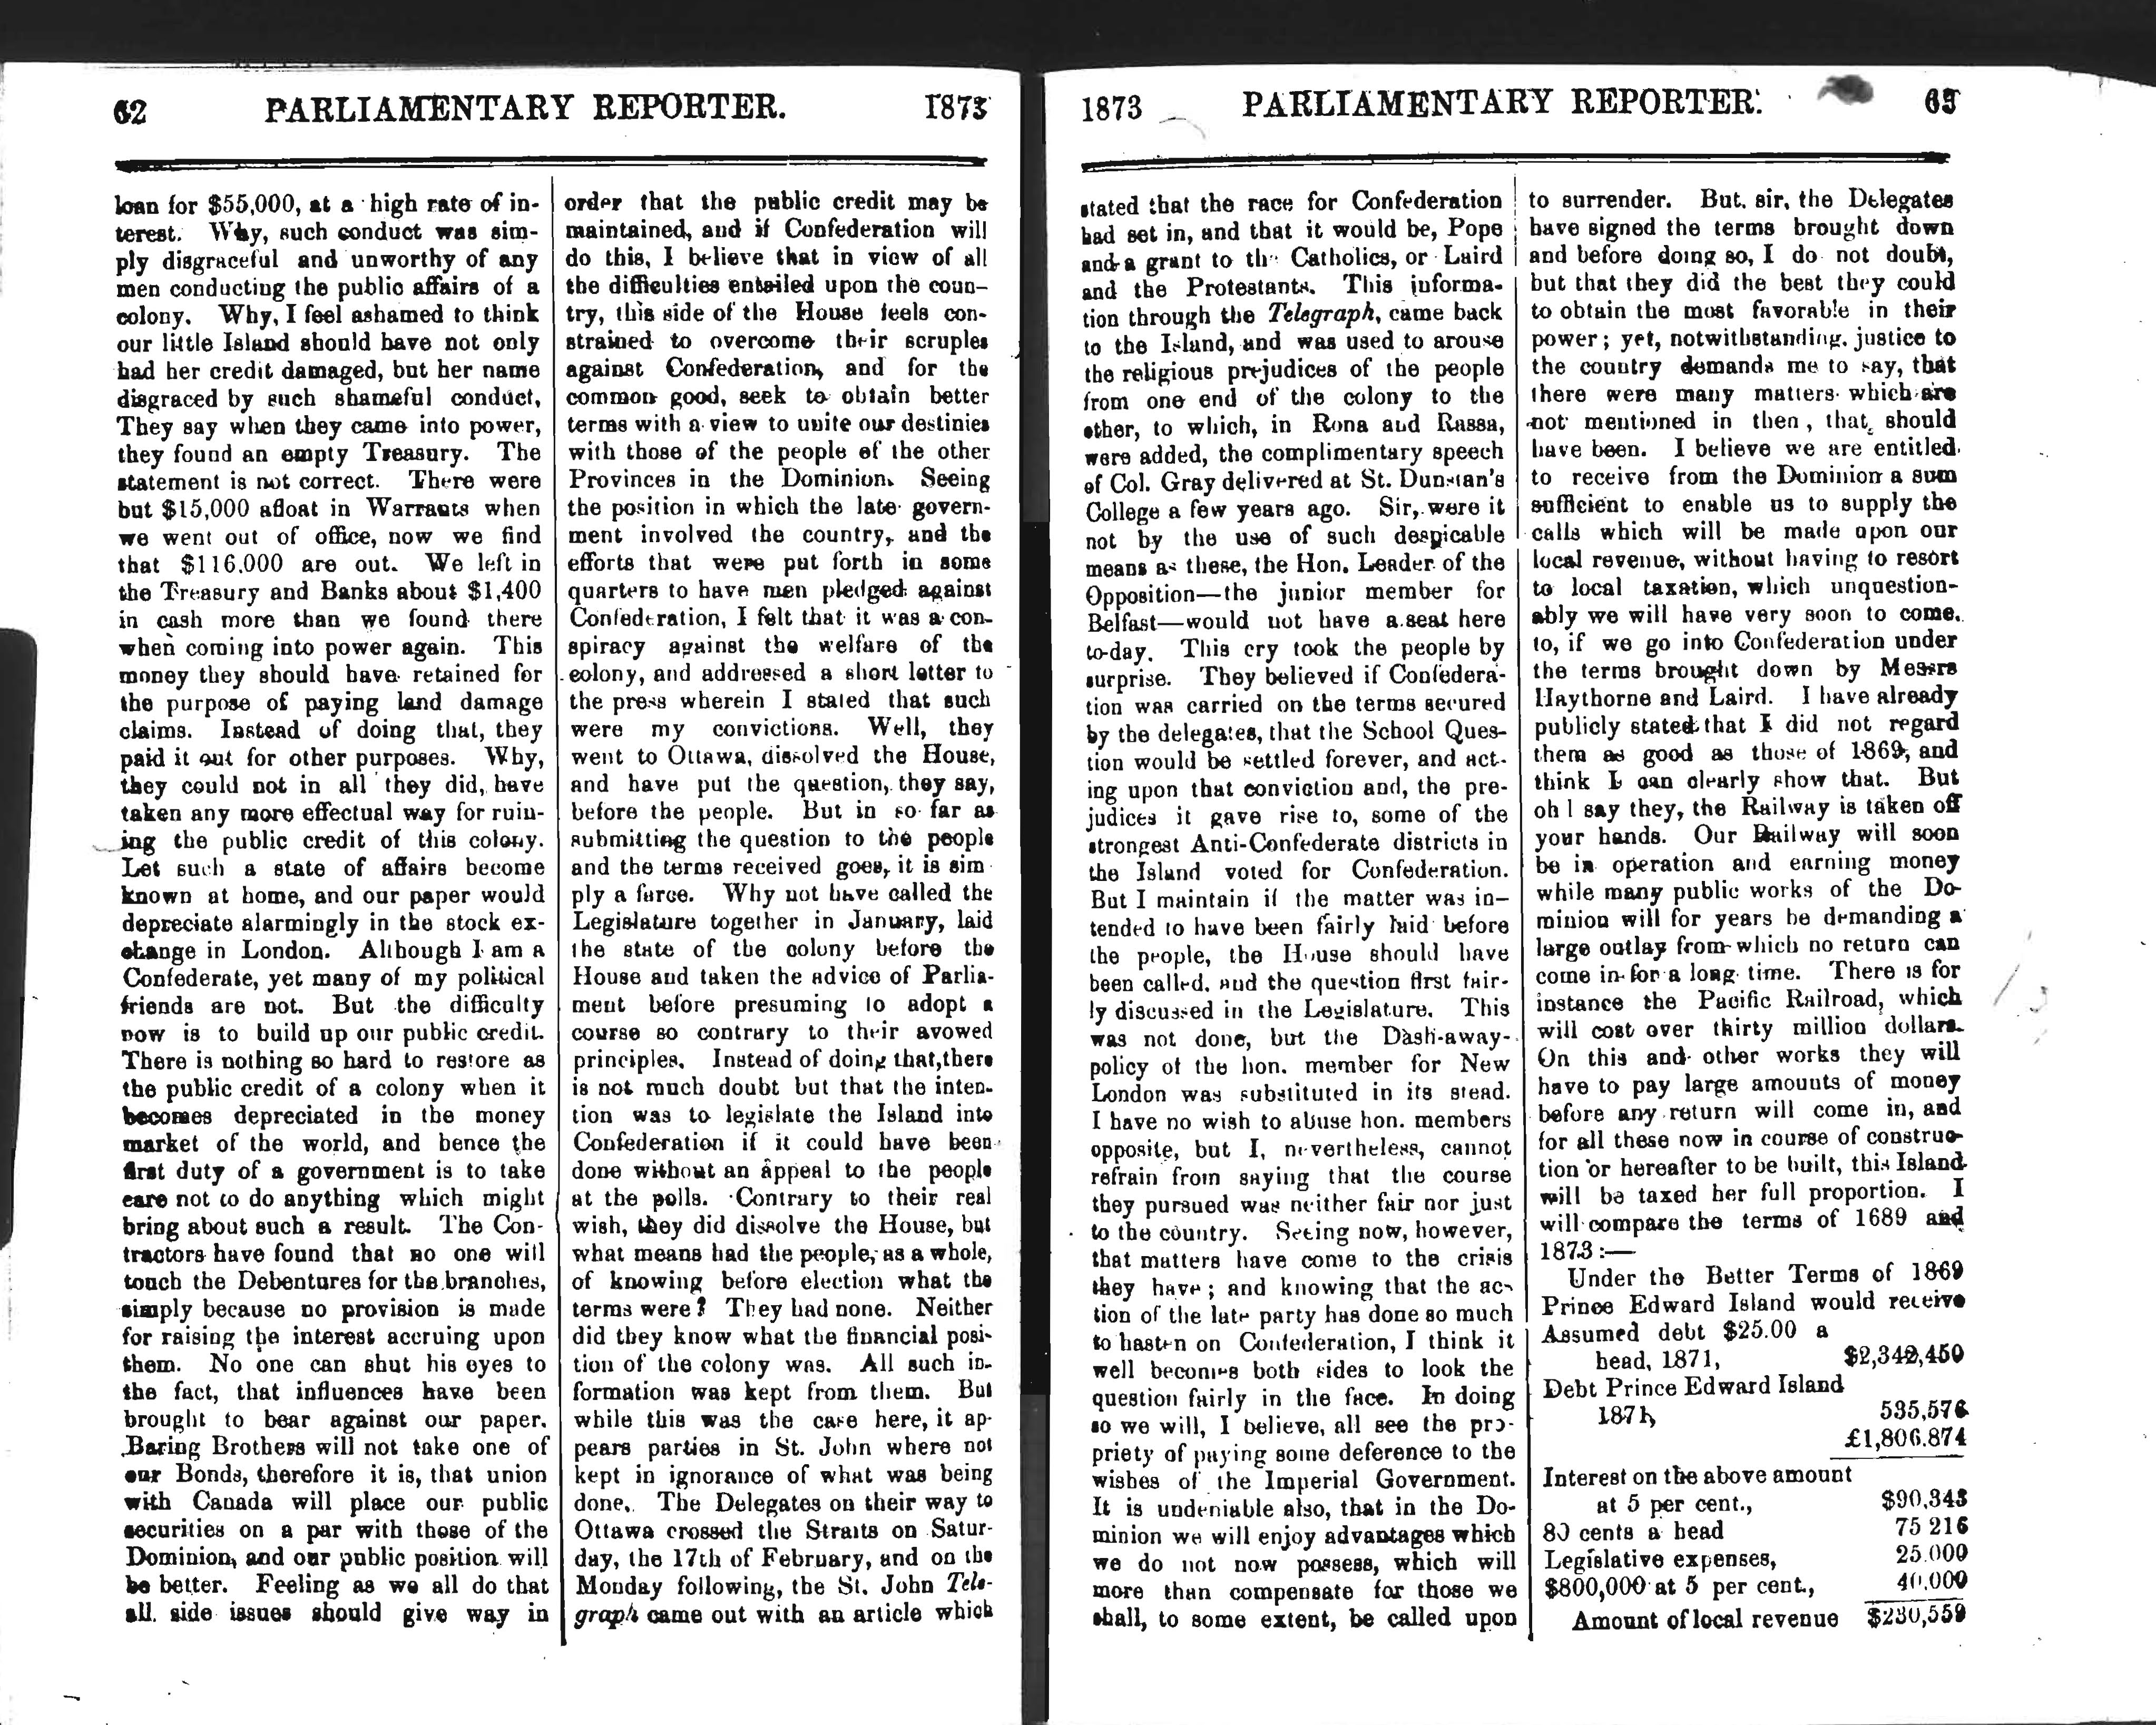 62 PARLIAMENTARY REPORTER. 1873
loan for $55,000, at a high rate of in-
terest. Why, such conduct was sim-
ply disgraceful and unworthy of any
men conducting the public affairs of a
colony. Why, I feel ashamed to think
our little Island should have not only
had her credit damaged, but her name
disgraced by such shameful conduct,
They say when they came into power,
they found an empty Treasury. The
statement is not correct. There were
but $15,000 afloat in Warrants when
we went out of office, now we find
that $116,000 are out. We left in
the Treasury and Banks about $1,400
in cash more than we found there
when coming into power again. This
money they should have retained for
the purpose of paying land damage
claims. Instead of doing that, they
paid it out for other purposes. Why,
they could not in all they did, have
taken any more effectual way for ruin-
ing the public credit of this colony.
Let such a state of affairs become
known at home, and our paper would
depreciate alarmingly in the stock ex-
change in London. Although I am a
Confederate, yet many of my political
friends are not. But the difficulty
now is to build up our public credit.
There is nothing so hard to restore as
the public credit of a colony when it
becomes depreciated in the money
market of the world, and hence the
first duty of a government is to take
care not to do anything which might
bring about such a result. The Con-
tractors have found that no one will
touch the Debentures for the branches,
simply because no provision is made
for raising the interest accruing upon
them. No one can shut his eyes to
the fact, that influences have been
brought to bear against our paper.
Baring Brothers will not take one of
our Bonds, therefore it is, that union
with Canada will place our public
securities on a par with those of the
Dominion, and our public position will
be better. Feeling as we all do that
all side issues should give way in
order that the public credit may be
maintained, and if Confederation will
do this, I believe that in view of all
the difficulties entailed upon the coun-
try, this side of the House feels con-
strained to overcome their scruples
against Confederation, and for the
common good, seek to obtain better
terms with a view to unite our destinies
with those of the people of the other
Provinces in the Dominion. Seeing
the position in which the late govern-
ment involved the country, and the
efforts that were put forth in some
quarters to have men pledged against
Confederation, I felt that it was a con-
spiracy against the welfare of the
colony, and addressed a short letter to
the press wherein I stated that such
were my convictions. Well, they
went to Ottawa, dissolved the House,
and have put the question, they say,
before the people. But in so far as
submitting the question to the people
and the terms received goes, it is sim
ply a farce. Why not have called the
Legislature together in January, laid
the state of the colony before the
House and taken the advice of Parlia-
ment before presuming to adopt a
course so contrary to their avowed
principles. Instead of doing that, there
is not much doubt but that the inten-
tion was to legislate the Island into
Confederation if it could have been
done without an appeal to the people
at the polls. Contrary to their real
wish, they did dissolve the House, but
what means had the people, as a whole,
of knowing before election what the
terms were? They had none. Neither
did they know what the financial posi-
tion of the colony was. All such in-
formation was kept from them. But
while this was the case here, it ap-
pears parties in St. John where not
kept in ignorance of what was being
done. The Delegates on their way to
Ottawa crossed the Straits on Satur-
day, the 17th of February, and on the
Monday following, the St. John Tele-
graph came out with an article which
1873 PARLIAMENTARY REPORTER. 63
stated that the race for Confederation
had set in, and that it would be, Pope
and a grant to the Catholics, or Laird
and the Protestants. This informa-
tion through the Telegraph, came back
to the Island, and was used to arouse
the religious prejudices of the people
from one end of the colony to the
other, to which, in Rona and Rassa,
were added, the complimentary speech
of Col. Gray delivered at St. Dunstan's
College a few years ago. Sir, were it
not by the use of such despicable
means as these, the Hon. Leader of the
Opposition—the junior member for
Belfast—would not have a seat here
to-day. This cry took the people by
surprise. They believed if Confedera-
tion was carried on the terms secured
by the delegates, that the School Ques-
tion would be settled forever, and act-
ing upon that conviction and, the pre-
judices it gave rise to, some of the
strongest Anti-Confederate districts in
the Island voted for Confederation.
But I maintain if the matter was in-
tended to have been fairly laid before
the people, the House should have
been called, and the question first fair-
ly discussed in the Legislature. This
was not done, but the Dash-away-
policy of the hon. member for New
London was substituted in its stead.
I have no wish to abuse hon. members
opposite, but I, nevertheless, cannot
refrain from saying that the course
they pursued was neither fair nor just
to the country. Seeing now, however,
that matters have come to the crisis
they have; and knowing that the ac-
tion of the late party has done so much
to hasten on Confederation, I think it
well becomes both sides to look the
question fairly in the face. In doing
so we will, I believe, all see the pro-
priety of paying some deference to the
wishes of the Imperial Government.
It is undeniable also, that in the Do-
minion we will enjoy advantages which
we do not now possess, which will
more than compensate for those we
shall, to some extent, be called upon
to surrender. But, sir, the Delegates
have signed the terms brought down
and before doing so, I do not doubt,
but that they did the best they could
to obtain the most favorable in their
power; yet, notwithstanding, justice to
the country demands me to say, that
there were many matters which are
not mentioned in then, that should
have been. I believe we are entitled
to receive from the Dominion a sum
sufficient to enable us to supply the
calls which will be made upon our
local revenue, without having to resort
to local taxation, which unquestion-
ably we will have very soon to come
to, if we go into Confederation under
the terms brought down by Messrs
Haythorne and Laird. I have already
publicly stated that I did not regard
them as good as those of 1869, and
think I can clearly show that. But
oh! say they, the Railway is taken off
your hands. Our Railway will soon
be in operation and earning money
while many public works of the Do-
minion will for years be demanding a
large outlay from which no return can
come in for a long time. There is for
instance the Pacific Railroad, which
will cost over thirty million dollars.
On this and other works they will
have to pay large amounts of money
before any return will come in, and
for all these now in course of construc-
tion or hereafter to be built, this Island
will be taxed her full proportion. I
will compare the terms of 1689 and
1873:—
Under the Better Terms of 1869
Prince Edward Island would receive
Assumed debt $25.00 a
head, 1871, $2,342,450
Debt Prince Edward Island
1871, 535,576
£1,806.874
Interest on the above amount
at 5 per cent., $90,343
80 cents a head 75 216
Legislative expenses, 25.000
$800,000 at 5 per cent., 40,000
Amount of local revenue $230,559